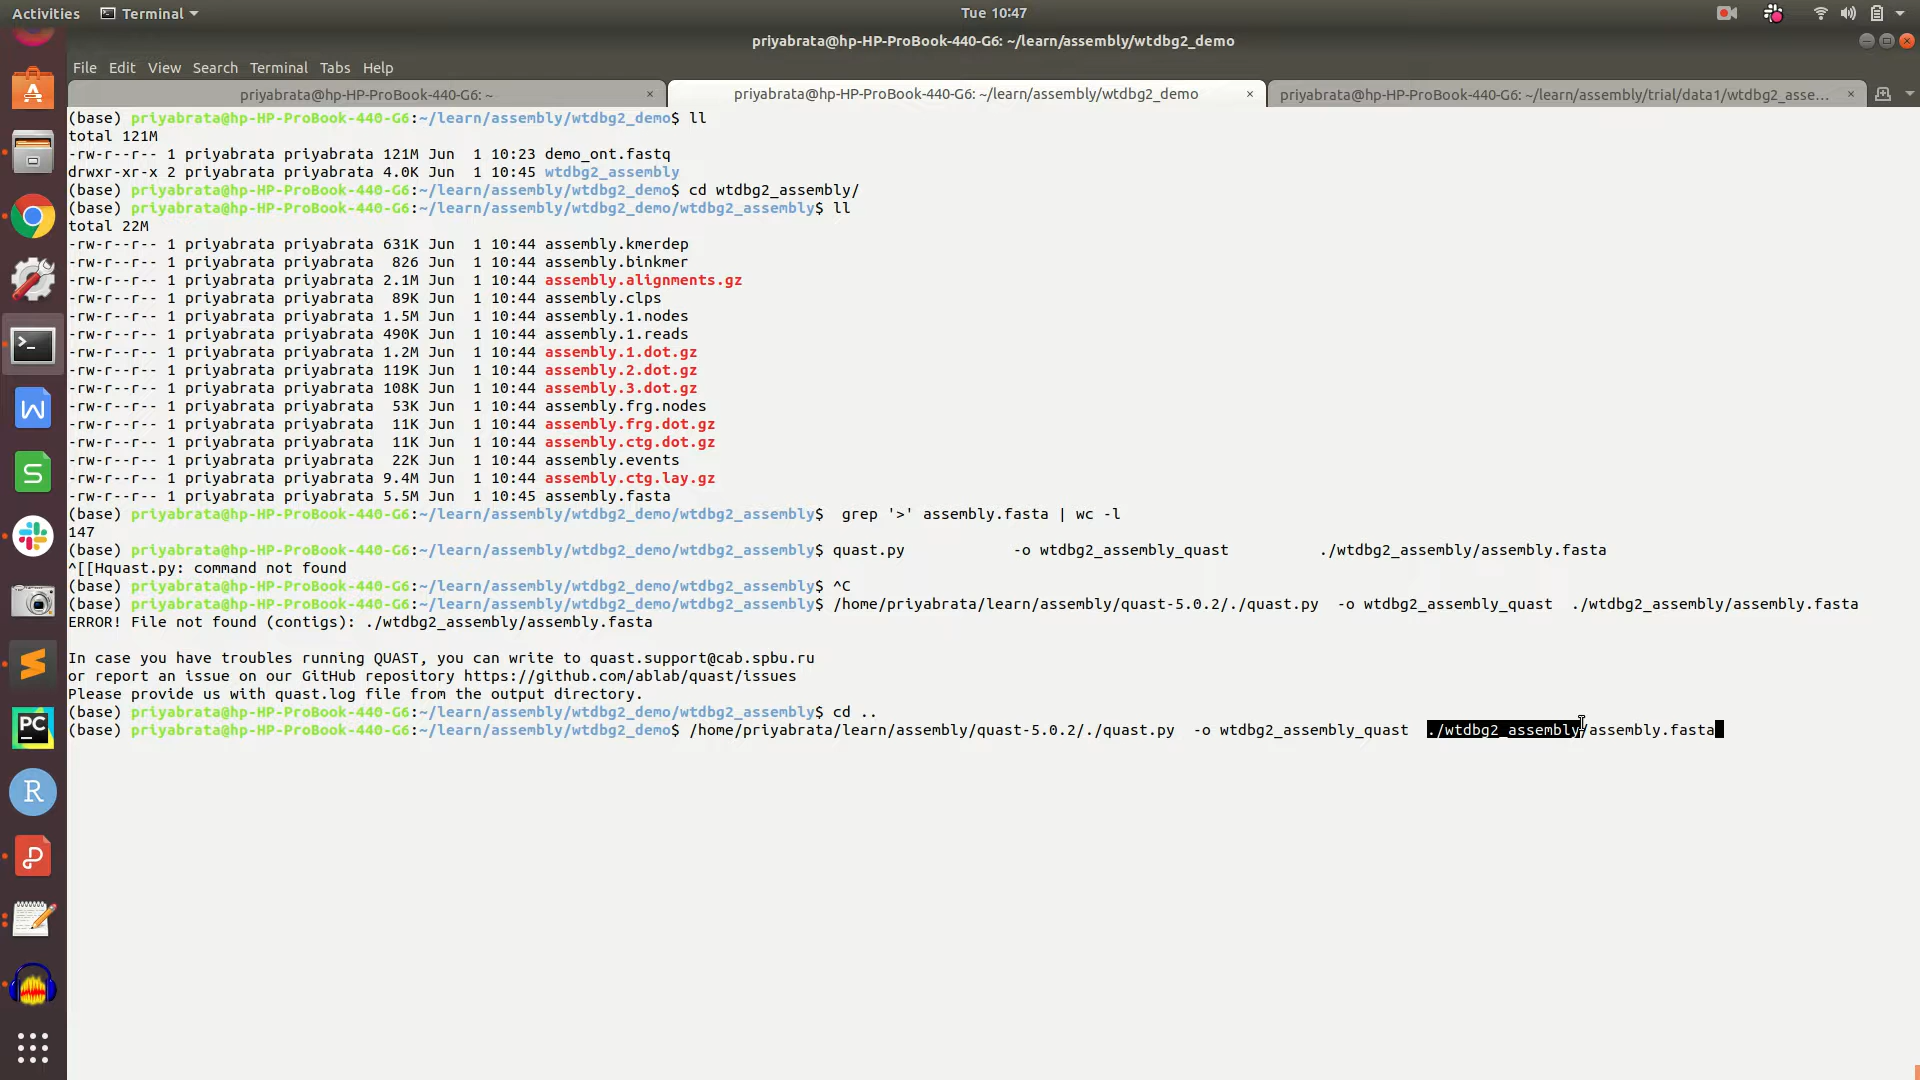 Activities Terminal Tue 10:47
priyabrata@hp-HP-ProBook-440-G6: ~/learn/assembly/wtdbg2_demo
File Edit View Search Terminal Tabs Help
priyabrata@hp-HP-ProBook-440-G6: ~ × priyabrata@hp-HP-ProBook-440-G6: ~/learn/assembly/wtdbg2_demo × priyabrata@hp-HP-ProBook-440-G6: ~/learn/assembly/trial/data1/wtdbg2_asse... ×
(base) priyabrata@hp-HP-ProBook-440-G6:~/learn/assembly/wtdbg2_demo$ ll
total 121M
-rw-r--r-- 1 priyabrata priyabrata 121M Jun  1 10:23 demo_ont.fastq
drwxr-xr-x 2 priyabrata priyabrata 4.0K Jun  1 10:45 wtdbg2_assembly
(base) priyabrata@hp-HP-ProBook-440-G6:~/learn/assembly/wtdbg2_demo$ cd wtdbg2_assembly/
(base) priyabrata@hp-HP-ProBook-440-G6:~/learn/assembly/wtdbg2_demo/wtdbg2_assembly$ ll
total 22M
-rw-r--r-- 1 priyabrata priyabrata 631K Jun  1 10:44 assembly.kmerdep
-rw-r--r-- 1 priyabrata priyabrata  826 Jun  1 10:44 assembly.binkmer
-rw-r--r-- 1 priyabrata priyabrata 2.1M Jun  1 10:44 assembly.alignments.gz
-rw-r--r-- 1 priyabrata priyabrata  89K Jun  1 10:44 assembly.clps
-rw-r--r-- 1 priyabrata priyabrata 1.5M Jun  1 10:44 assembly.1.nodes
-rw-r--r-- 1 priyabrata priyabrata 490K Jun  1 10:44 assembly.1.reads
-rw-r--r-- 1 priyabrata priyabrata 1.2M Jun  1 10:44 assembly.1.dot.gz
-rw-r--r-- 1 priyabrata priyabrata 119K Jun  1 10:44 assembly.2.dot.gz
-rw-r--r-- 1 priyabrata priyabrata 108K Jun  1 10:44 assembly.3.dot.gz
-rw-r--r-- 1 priyabrata priyabrata  53K Jun  1 10:44 assembly.frg.nodes
-rw-r--r-- 1 priyabrata priyabrata  11K Jun  1 10:44 assembly.frg.dot.gz
-rw-r--r-- 1 priyabrata priyabrata  11K Jun  1 10:44 assembly.ctg.dot.gz
-rw-r--r-- 1 priyabrata priyabrata  22K Jun  1 10:44 assembly.events
-rw-r--r-- 1 priyabrata priyabrata 9.4M Jun  1 10:44 assembly.ctg.lay.gz
-rw-r--r-- 1 priyabrata priyabrata 5.5M Jun  1 10:45 assembly.fasta
(base) priyabrata@hp-HP-ProBook-440-G6:~/learn/assembly/wtdbg2_demo/wtdbg2_assembly$  grep '>' assembly.fasta | wc -l
147
(base) priyabrata@hp-HP-ProBook-440-G6:~/learn/assembly/wtdbg2_demo/wtdbg2_assembly$ quast.py            -o wtdbg2_assembly_quast          ./wtdbg2_assembly/assembly.fasta
^[[Hquast.py: command not found
(base) priyabrata@hp-HP-ProBook-440-G6:~/learn/assembly/wtdbg2_demo/wtdbg2_assembly$ ^C
(base) priyabrata@hp-HP-ProBook-440-G6:~/learn/assembly/wtdbg2_demo/wtdbg2_assembly$ /home/priyabrata/learn/assembly/quast-5.0.2/./quast.py  -o wtdbg2_assembly_quast  ./wtdbg2_assembly/assembly.fasta
ERROR! File not found (contigs): ./wtdbg2_assembly/assembly.fasta
In case you have troubles running QUAST, you can write to quast.support@cab.spbu.ru
or report an issue on our GitHub repository https://github.com/ablab/quast/issues
Please provide us with quast.log file from the output directory.
(base) priyabrata@hp-HP-ProBook-440-G6:~/learn/assembly/wtdbg2_demo/wtdbg2_assembly$ cd ..
(base) priyabrata@hp-HP-ProBook-440-G6:~/learn/assembly/wtdbg2_demo$ /home/priyabrata/learn/assembly/quast-5.0.2/./quast.py  -o wtdbg2_assembly_quast  ./wtdbg2_assembly/assembly.fasta